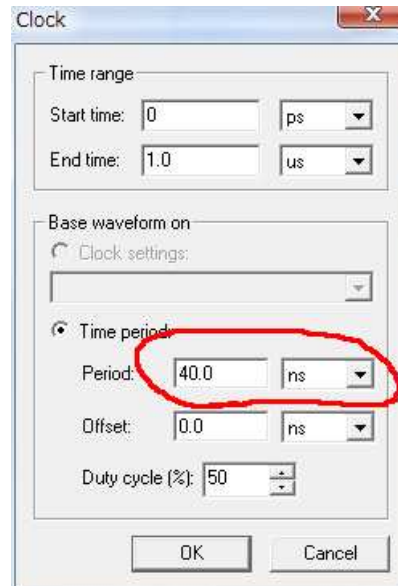 Clock
Time range
Start time: 0 ps
End time: 1.0 us
Base waveform on
Clock settings:
Time period:
Period: 40.0 ns
Offset: 0.0 ns
Duty cycle (%): 50
OK Cancel